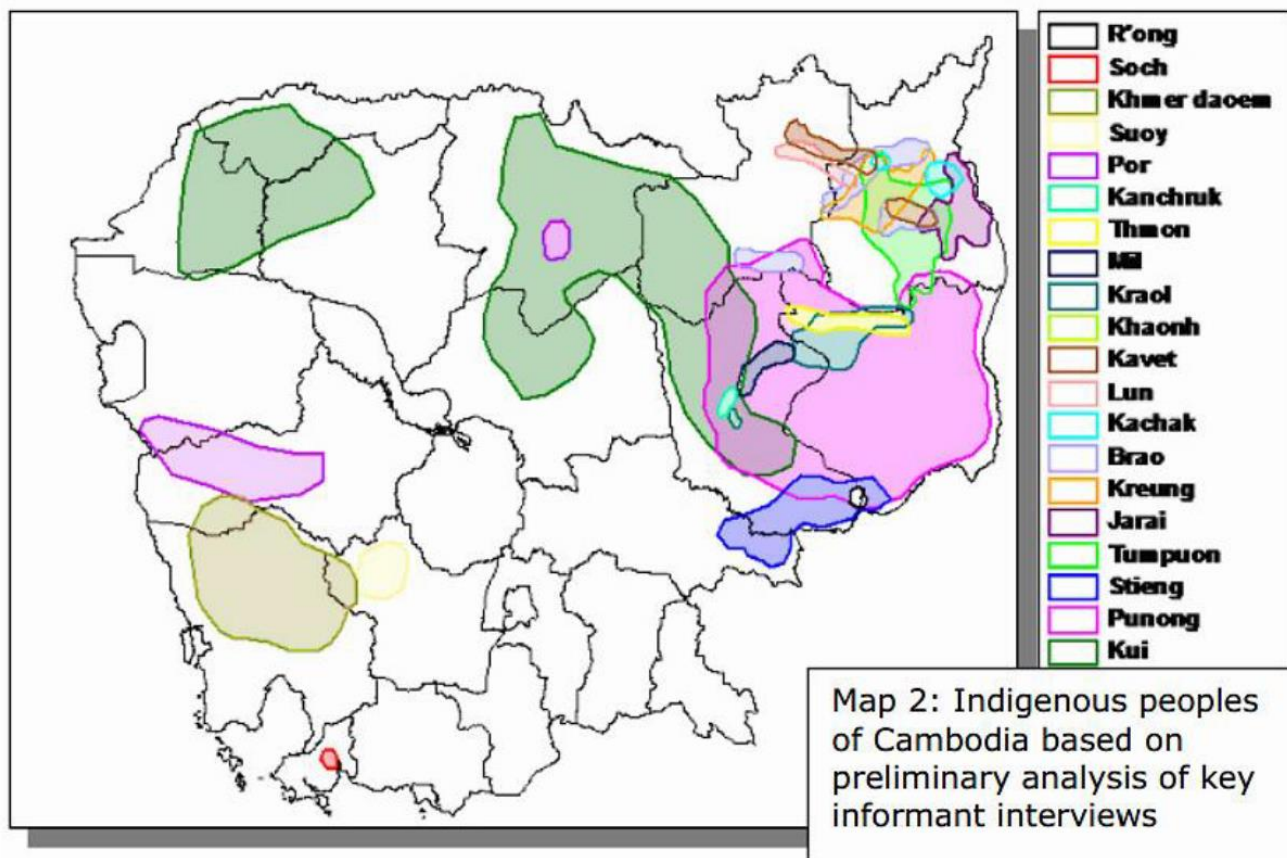 R'ong
Soch
Khmer daoem
Suoy
Por
Kanchruk
Thmon
Mil
Kraol
Khaonh
Kavet
Lun
Kachak
Brao
Kreung
Jarai
Tumpuon
Stieng
Punong
Kui
Map 2: Indigenous peoples
of Cambodia based on
preliminary analysis of key
informant interviews